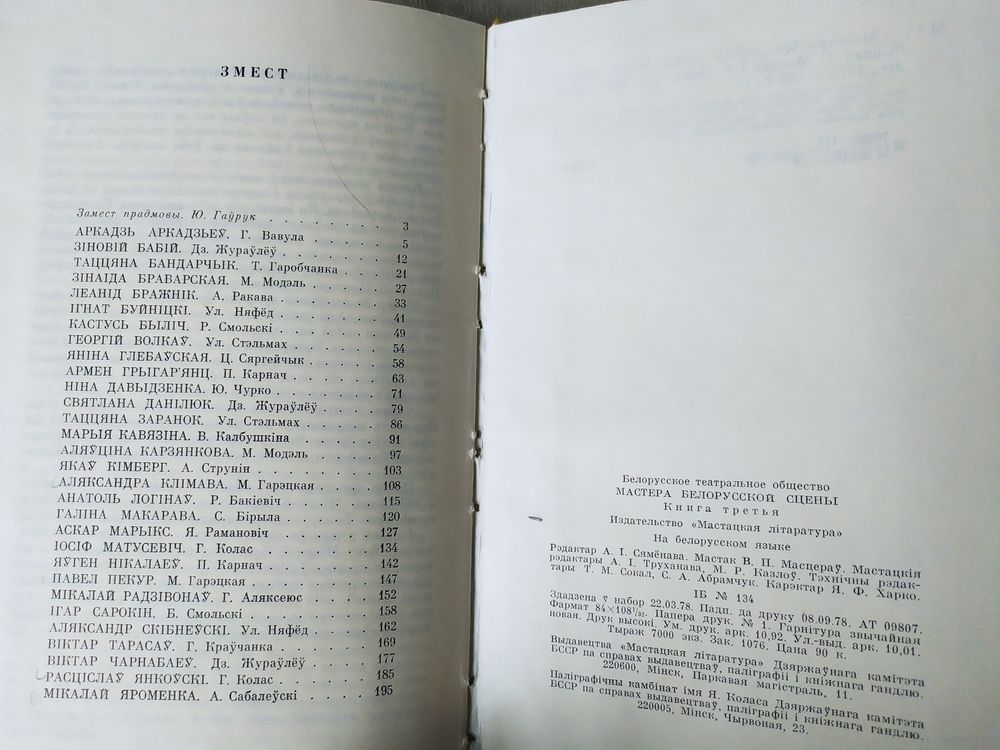 ЗМЕСТ
Замест прадмовы. Ю. Гаўрук . . . . . . . . 3
АРКАДЗЬ АРКАДЗЬЕЎ. Г. Вавула . . . . . 5
ЗІНОВІЙ БАБІЙ. Дз. Жураўлёў . . . . . . 12
ТАЦЦЯНА БАНДАРЧЫК. Т. Гаробчанка . . . 21
ЗІНАІДА БРАВАРСКАЯ. М. Модэль . . . . . 27
ЛЕАНІД БРАЖНІК. А. Ракава . . . . . . 33
ІГНАТ БУЙНІЦКІ. Ул. Няфёд . . . . . . 41
КАСТУСЬ БЫЛІЧ. Р. Смольскі . . . . . . 49
ГЕОРГІЙ ВОЛКАЎ. Ул. Стэльмах . . . . . 54
ЯНІНА ГЛЕБАЎСКАЯ. Ц. Сяргейчык . . . . 58
АРМЕН ГРЫГАР'ЯНЦ. П. Карнач . . . . . 63
НІНА ДАВЫДЗЕНКА. Ю. Чурко . . . . . . 71
СВЯТЛАНА ДАНІЛЮК. Дз. Жураўлёў . . . . 79
ТАЦЦЯНА ЗАРАНОК. Ул. Стэльмах . . . . . 86
МАРЫЯ КАВЯЗІНА. В. Калбушкіна . . . . . 91
АЛЯЎЦІНА КАРЗЯНКОВА. М. Модэль . . . . 97
ЯКАЎ КІМБЕРГ. А. Струнін . . . . . . . 103
АЛЯКСАНДРА КЛІМАВА. М. Гарэцкая . . . . 108
АНАТОЛЬ ЛОГІНАЎ. Р. Бакіевіч . . . . . 115
ГАЛІНА МАКАРАВА. С. Бірыла . . . . . . 120
АСКАР МАРЫКС. Я. Рамановіч . . . . . . 127
ІОСІФ МАТУСЕВІЧ. Г. Колас . . . . . . . 134
ЯЎГЕН НІКАЛАЕЎ. П. Карнач . . . . . . 142
ПАВЕЛ ПЕКУР. М. Гарэцкая . . . . . . . 147
МІКАЛАЙ РАДЗІВОНАЎ. Г. Аляксеюс . . . . 152
ІГАР САРОКІН. Б. Смольскі . . . . . . . 158
АЛЯКСАНДР СКІБНЕЎСКІ. Ул. Няфёд . . . . 162
ВІКТАР ТАРАСАЎ. Г. Краўчанка . . . . . 169
ВІКТАР ЧАРНАБАЕЎ. Дз. Жураўлёў . . . . 177
РАСЦІСЛАЎ ЯНКОЎСКІ. Г. Колас . . . . . 185
МІКАЛАЙ ЯРОМЕНКА. А. Сабалеўскі . . . . 195
Белорусское театральное общество
МАСТЕРА БЕЛОРУССКОЙ СЦЕНЫ
Книга третья
Издательство «Мастацкая літаратура»
На белорусском языке
Рэдактар А. І. Сямёнава. Мастак В. П. Масцераў. Мастацкія
рэдактары А. І. Труханава, М. Р. Казлоў. Тэхнічны рэдак-
тары Т. М. Сокал, С. А. Абрамчук. Карэктар Я. Ф. Харко.
ІБ № 134
Здадзена ў набор 22.03.78. Падп. да друку 08.09.78. АТ 09807.
Фармат 84×108 1/32. Папера друк. № 1. Гарнітура звычайная
новая. Друк высокі. Ум. друк. арк. 10,92. Ул.-выд. арк. 10,01.
Тыраж 7000 экз. Зак. 1076. Цана 90 к.
Выдавецтва «Мастацкая літаратура» Дзяржаўнага камітэта
БССР па справах выдавецтваў, паліграфіі і кніжнага гандлю.
220600, Мінск, Паркавая магістраль, 11.
Паліграфічны камбінат імя Я. Коласа Дзяржаўнага камітэта
БССР па справах выдавецтваў, паліграфіі і кніжнага гандлю.
220005, Мінск, Чырвоная, 23.